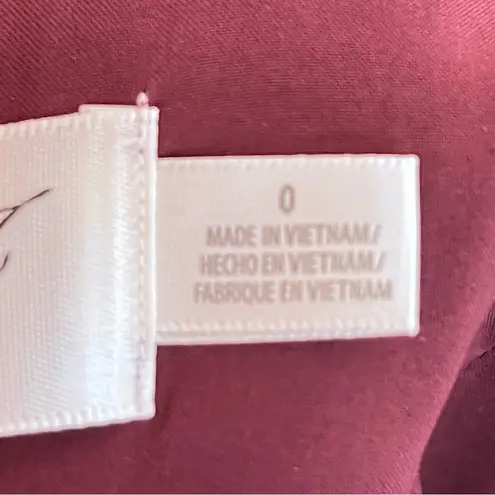 0
MADE IN VIETNAM/
HECHO EN VIETNAM/
FABRIQUE EN VIETNAM